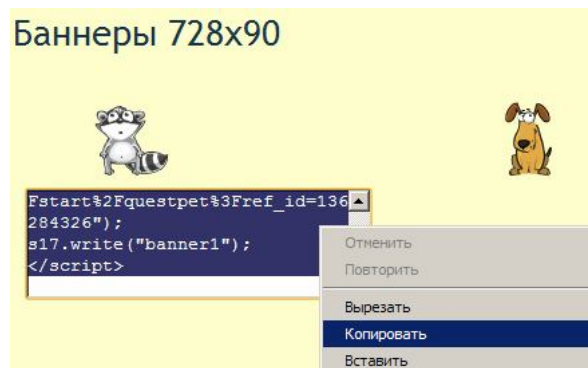 Баннеры 728x90
Fstart%2Fquestpet%3Fref_id=136
284326");
s17.write("banner1");
</script>
Отменить
Повторить
Вырезать
Копировать
Вставить